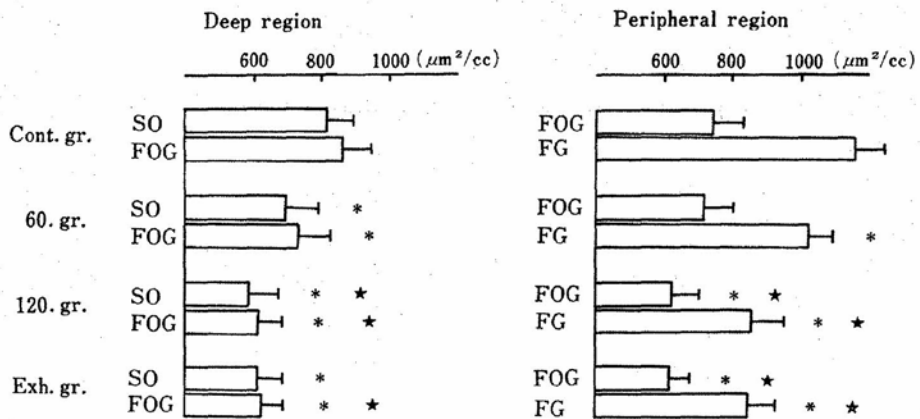 Deep region Peripheral region
600 800 1000 (μm²/cc) 600 800 1000 (μm²/cc)
Cont. gr. SO FOG
FOG FG
60. gr. SO * FOG
FOG * FG *
120. gr. SO * ★ FOG * ★
FOG * ★ FG * ★
Exh. gr. SO * FOG * ★
FOG * ★ FG * ★